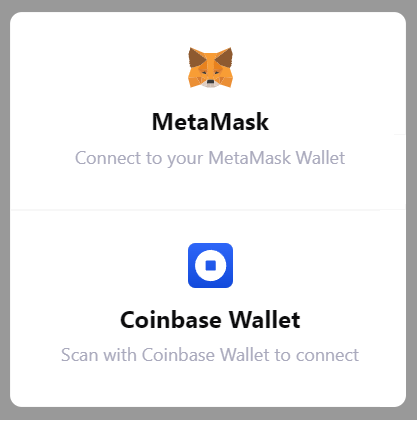 MetaMask
Connect to your MetaMask Wallet
Coinbase Wallet
Scan with Coinbase Wallet to connect